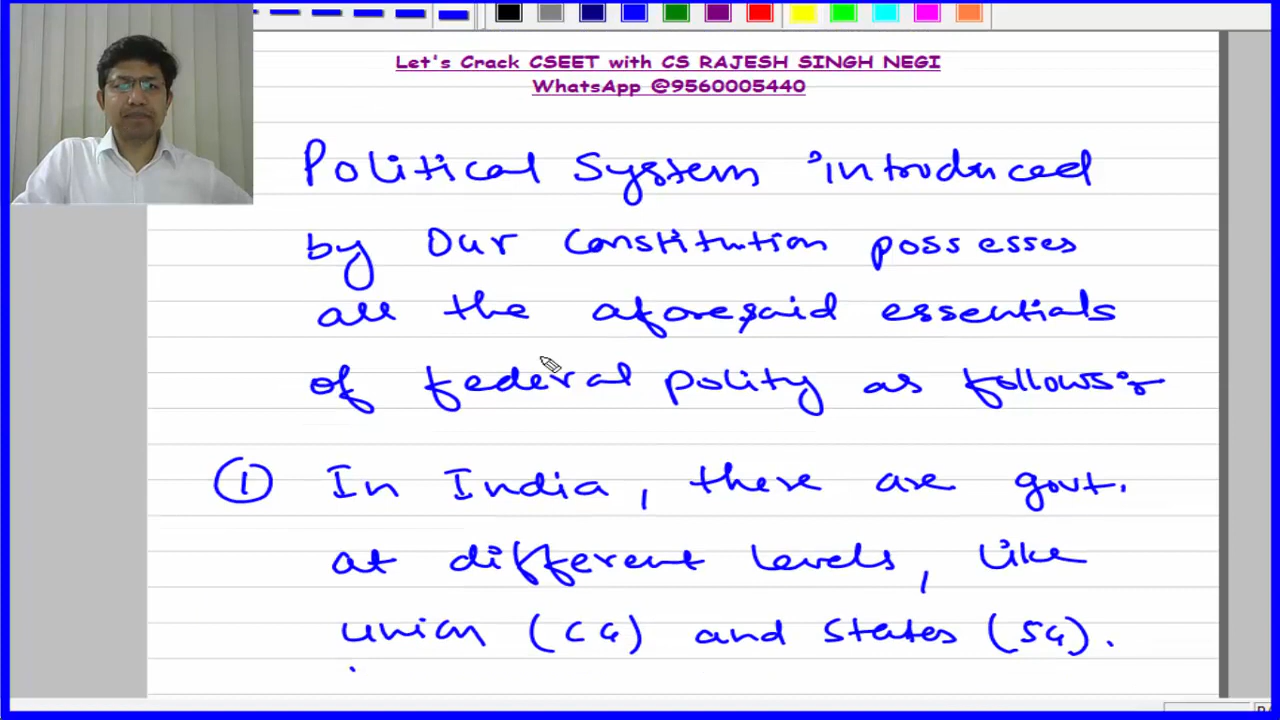 Let's Crack CSEET with CS RAJESH SINGH NEGI
WhatsApp @9560005440
Political System introduced
by Our Constitution possesses
all the aforesaid essentials
of federal polity as follows:-
① In India, there are govt.
at different levels, like
union (CG) and states (SG).